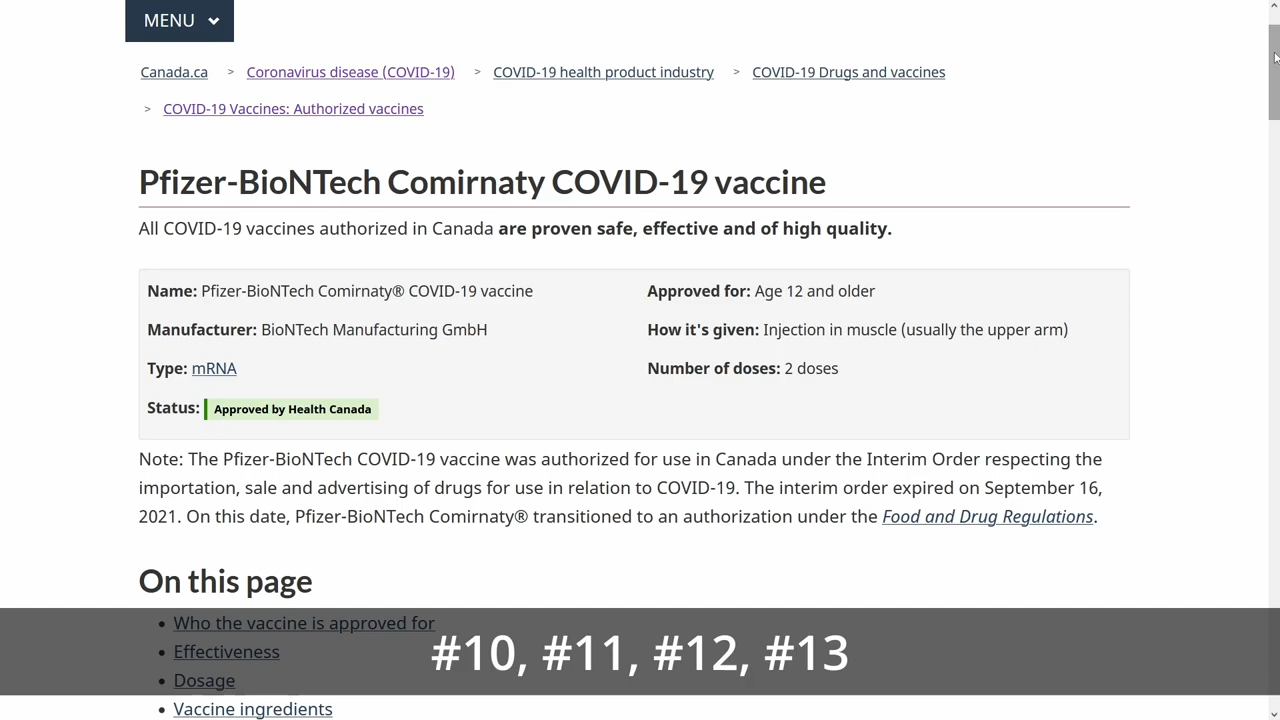 MENU
Canada.ca > Coronavirus disease (COVID-19) > COVID-19 health product industry > COVID-19 Drugs and vaccines
> COVID-19 Vaccines: Authorized vaccines
Pfizer-BioNTech Comirnaty COVID-19 vaccine
All COVID-19 vaccines authorized in Canada are proven safe, effective and of high quality.
Name: Pfizer-BioNTech Comirnaty® COVID-19 vaccine
Manufacturer: BioNTech Manufacturing GmbH
Type: mRNA
Status: Approved by Health Canada
Approved for: Age 12 and older
How it's given: Injection in muscle (usually the upper arm)
Number of doses: 2 doses
Note: The Pfizer-BioNTech COVID-19 vaccine was authorized for use in Canada under the Interim Order respecting the
importation, sale and advertising of drugs for use in relation to COVID-19. The interim order expired on September 16,
2021. On this date, Pfizer-BioNTech Comirnaty® transitioned to an authorization under the Food and Drug Regulations.
On this page
• Who the vaccine is approved for
• Effectiveness
• Dosage
• Vaccine ingredients
#10, #11, #12, #13